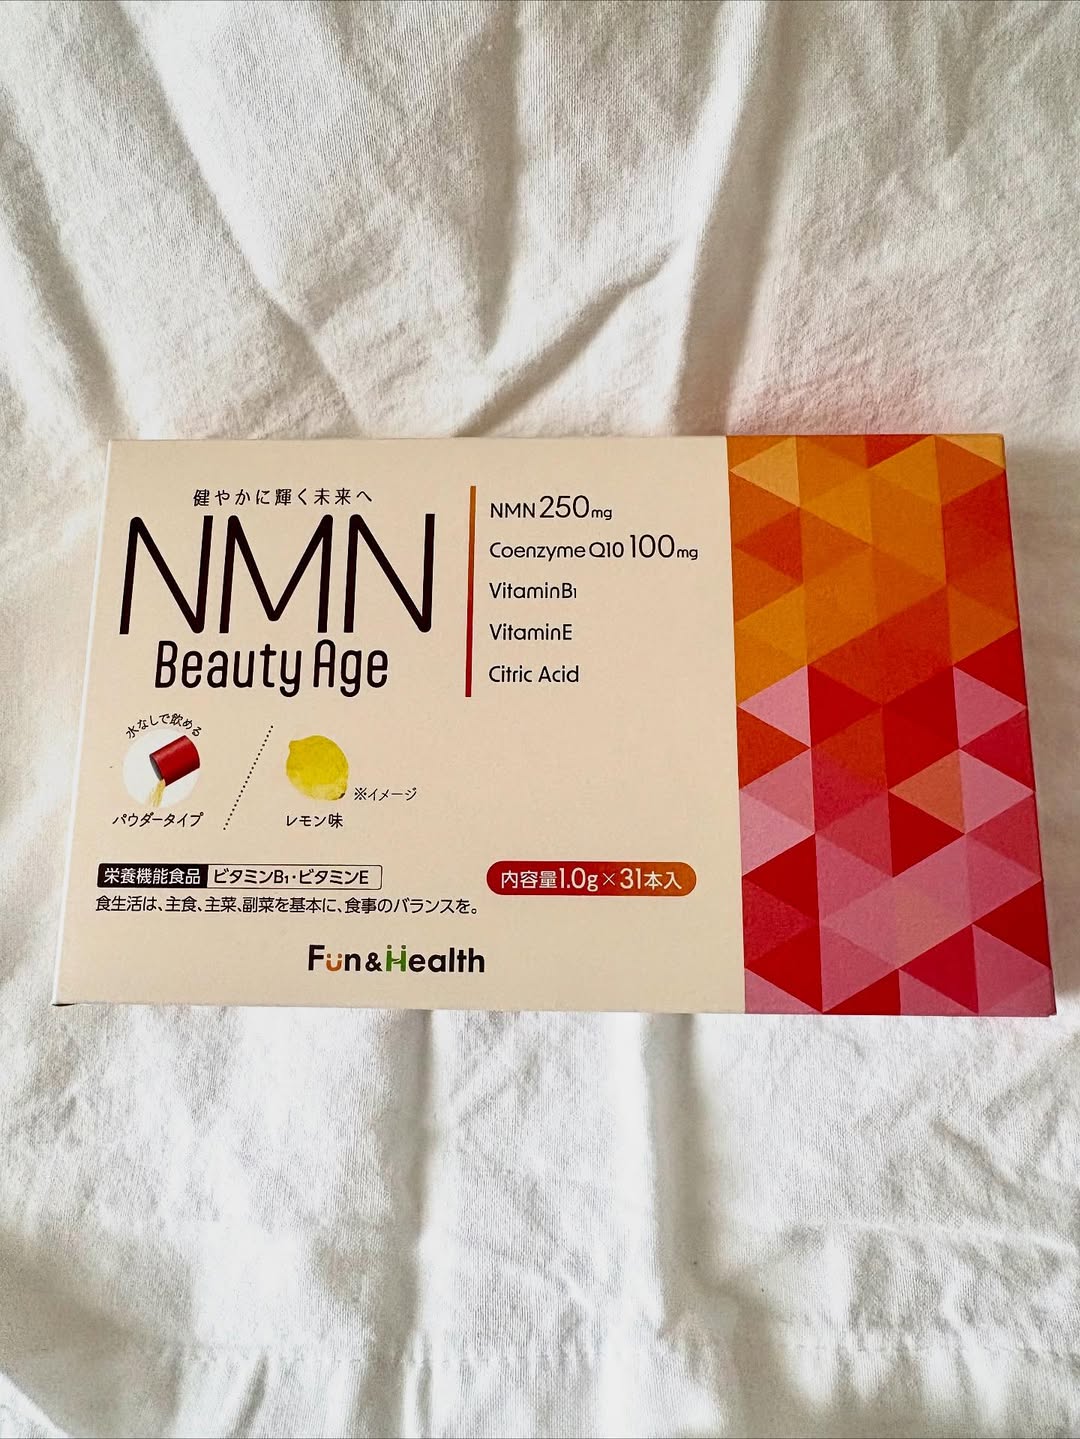 健やかに輝く未来へ
NMN
Beauty Age
NMN 250mg
Coenzyme Q10 100mg
VitaminB1
VitaminE
Citric Acid
水なしで飲める
パウダータイプ
※イメージ
レモン味
栄養機能食品 ビタミンB1・ビタミンE
食生活は、主食、主菜、副菜を基本に、食事のバランスを。
内容量1.0g×31本入
Fun&Health